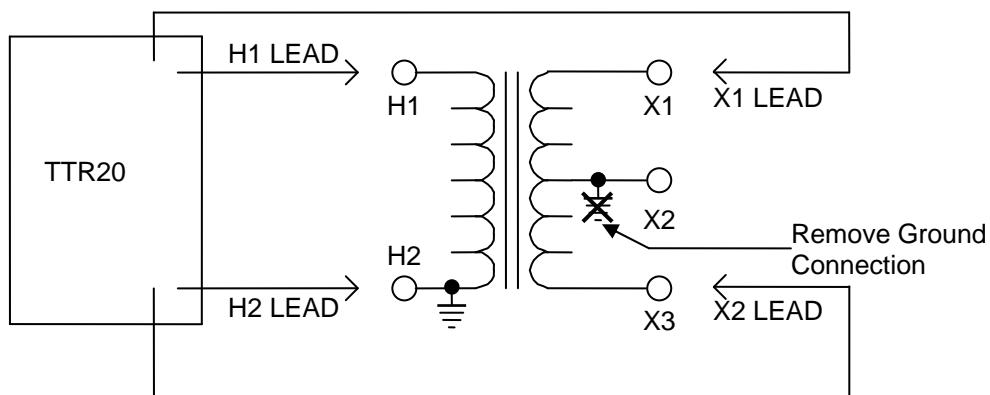 H1 LEAD
H1
X1
X1 LEAD
TTR20
X2
Remove Ground
Connection
H2
H2 LEAD
X3
X2 LEAD